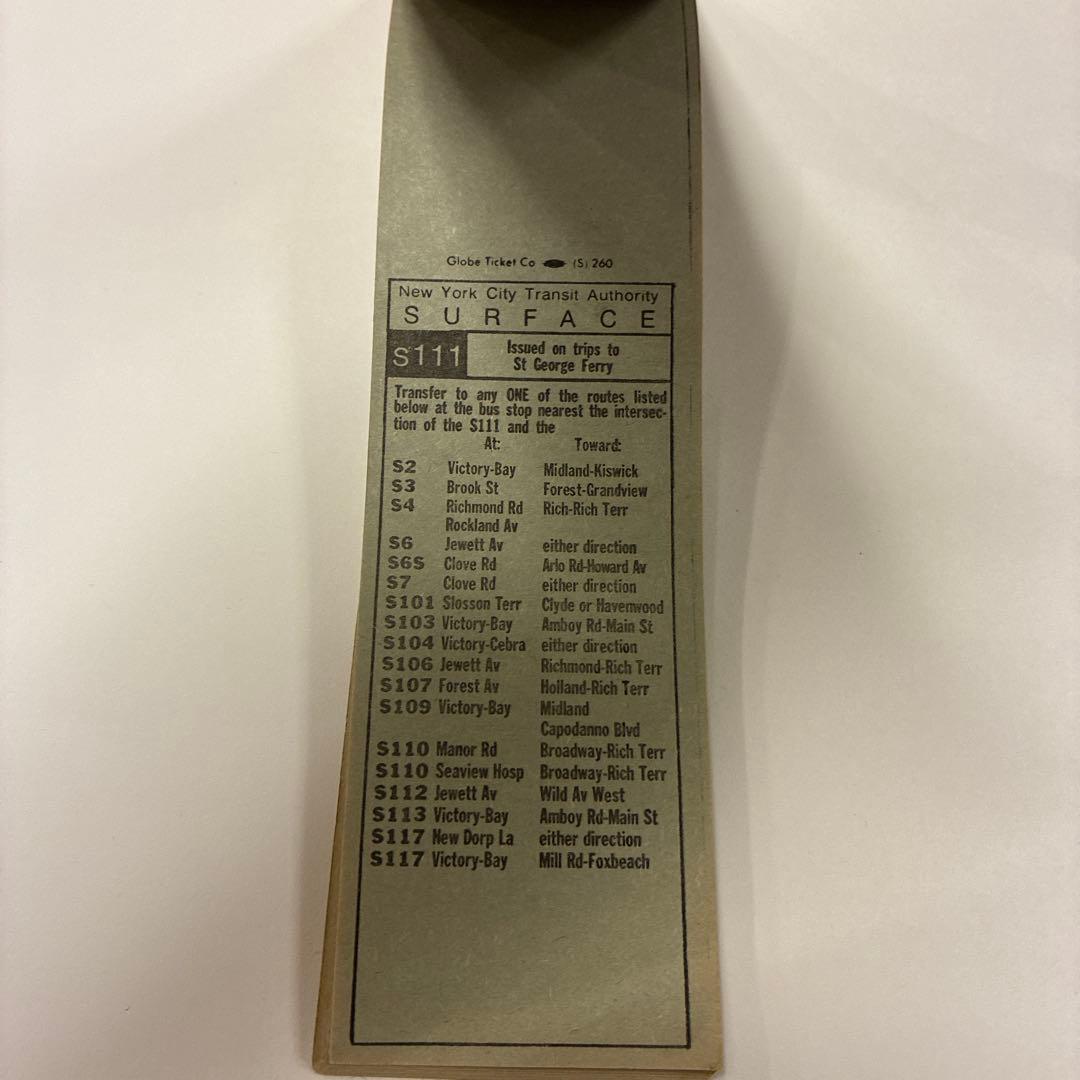 Globe Ticket Co (S) 260
New York City Transit Authority
SURFACE
S111 Issued on trips to
St George Ferry
Transfer to any ONE of the routes listed
below at the bus stop nearest the intersec-
tion of the S111 and the
At: Toward:
S2 Victory-Bay Midland-Kiswick
S3 Brook St Forest-Grandview
S4 Richmond Rd Rich-Rich Terr
Rockland Av
S6 Jewett Av either direction
S6S Clove Rd Arlo Rd-Howard Av
S7 Clove Rd either direction
S101 Slosson Terr Clyde or Havenwood
S103 Victory-Bay Amboy Rd-Main St
S104 Victory-Cebra either direction
S106 Jewett Av Richmond-Rich Terr
S107 Forest Av Holland-Rich Terr
S109 Victory-Bay Midland
Capodanno Blvd
S110 Manor Rd Broadway-Rich Terr
S110 Seaview Hosp Broadway-Rich Terr
S112 Jewett Av Wild Av West
S113 Victory-Bay Amboy Rd-Main St
S117 New Dorp La either direction
S117 Victory-Bay Mill Rd-Foxbeach